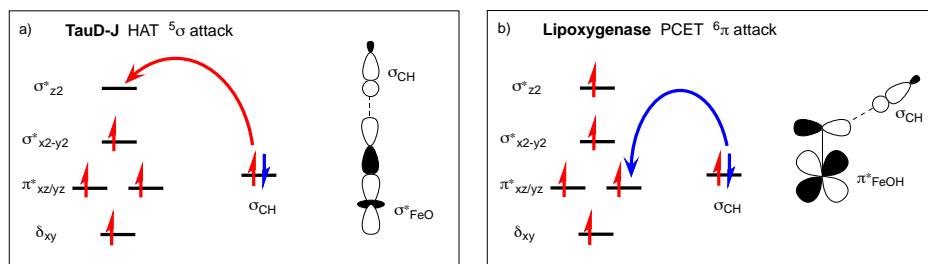 a) TauD-J HAT ⁵σ attack
σ*z2
σ*x2-y2
π*xz/yz
δxy
σCH
σCH
σ*FeO
b) Lipoxygenase PCET ⁶π attack
σ*z2
σ*x2-y2
π*xz/yz
δxy
σCH
σCH
π*FeOH